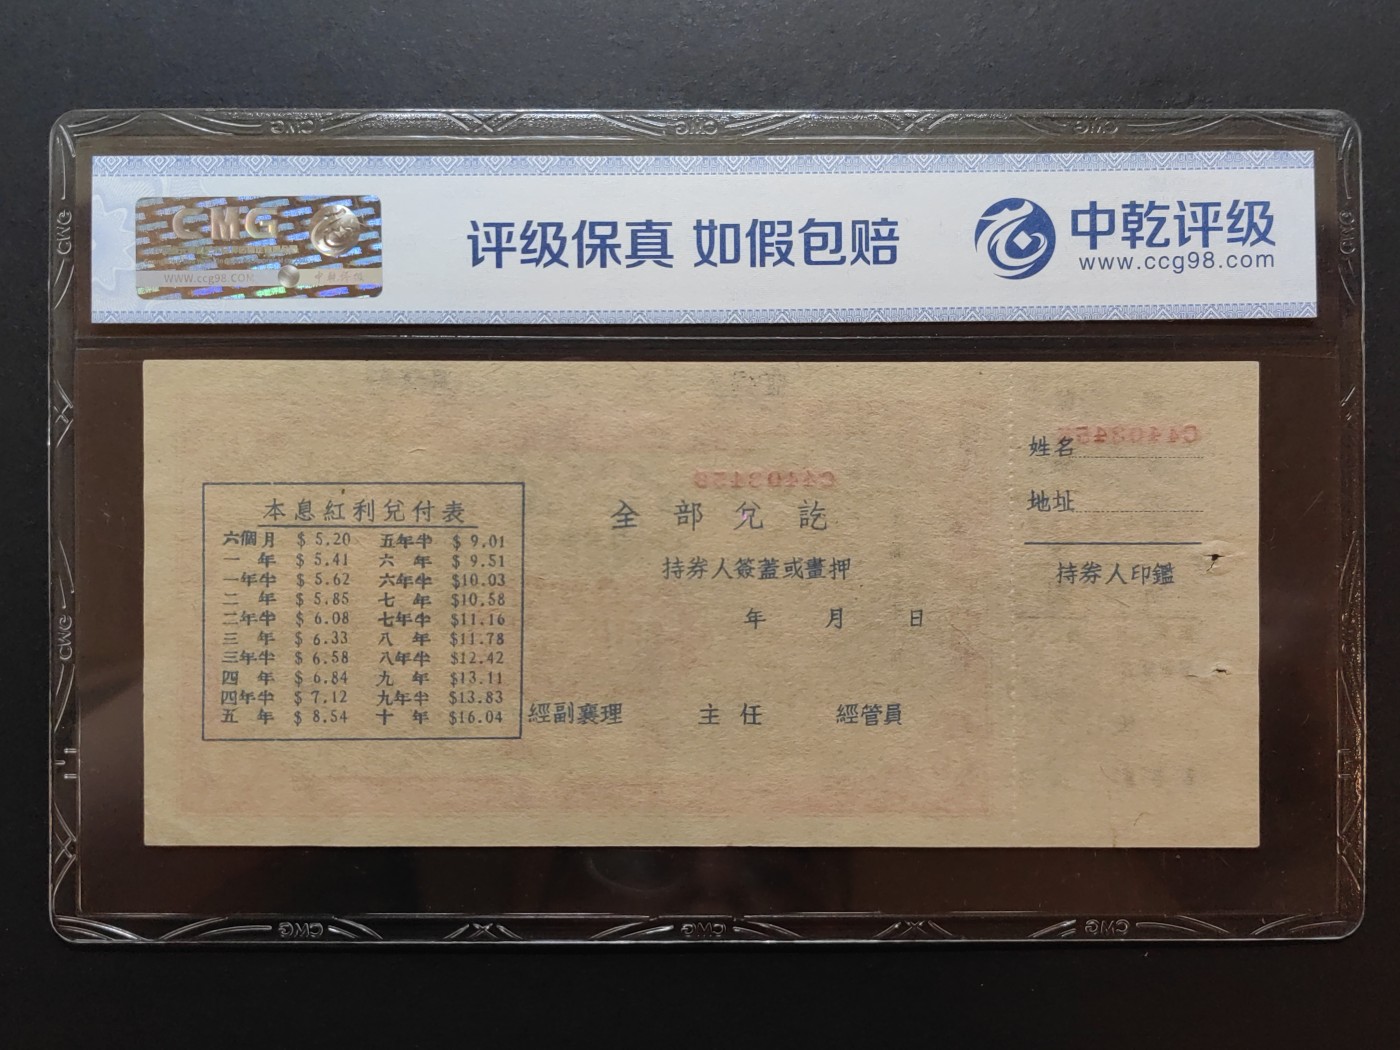 CMG
WWW.ccg98.COM 中乾评级
评级保真 如假包赔
中乾评级
www.ccg98.com
本息紅利兌付表
六個月 $ 5.20 五年半 $ 9.01
一年 $ 5.41 六年 $ 9.51
一年半 $ 5.62 六年半 $10.03
二年 $ 5.85 七年 $10.58
二年半 $ 6.08 七年半 $11.16
三年 $ 6.33 八年 $11.78
三年半 $ 6.58 八年半 $12.42
四年 $ 6.84 九年 $13.11
四年半 $ 7.12 九年半 $13.83
五年 $ 8.54 十年 $16.04
全部兌訖
持券人簽蓋或畫押
年 月 日
經副襄理 主任 經管員
姓名
地址
持券人印鑑